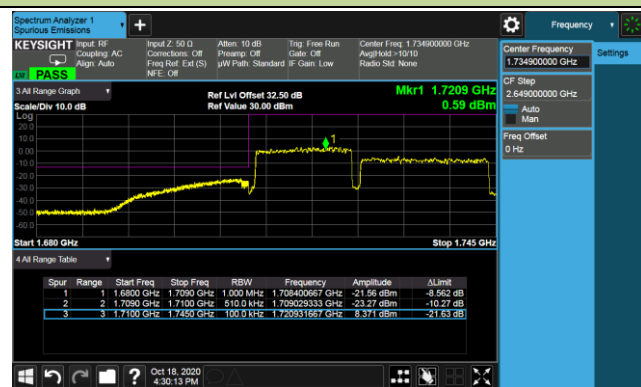 Spectrum Analyzer 1
Spurious Emissions
+
Frequency
KEYSIGHT
Input: RF
Coupling: AC
Align: Auto
Input Z: 50 Ω
Corrections: Off
Freq Ref: Ext (S)
NFE: Off
Atten: 10 dB
Preamp: Off
µW Path: Standard
Trig: Free Run
Gate: Off
IF Gain: Low
Center Freq: 1.734900000 GHz
Avg|Hold:>10/10
Radio Std: None
PASS
Center Frequency
1.734900000 GHz
Settings
CF Step
2.649000000 GHz
Auto
Man
Freq Offset
0 Hz
3 All Range Graph
Scale/Div 10.0 dB
Ref Lvl Offset 32.50 dB
Ref Value 30.00 dBm
Mkr1 1.7209 GHz
0.59 dBm
Log
20.0
10.0
0.00
-10.0
-20.0
-30.0
-40.0
-50.0
-60.0
1
Start 1.680 GHz
Stop 1.745 GHz
4 All Range Table
Spur Range Start Freq Stop Freq RBW Frequency Amplitude ΔLimit
1 1 1.6800 GHz 1.7090 GHz 1.000 MHz 1.708400667 GHz -21.56 dBm -8.562 dB
2 2 1.7090 GHz 1.7100 GHz 510.0 kHz 1.709029333 GHz -23.27 dBm -10.27 dB
3 3 1.7100 GHz 1.7450 GHz 100.0 kHz 1.720931667 GHz 8.371 dBm -21.63 dB
?
Oct 18, 2020
4:30:13 PM